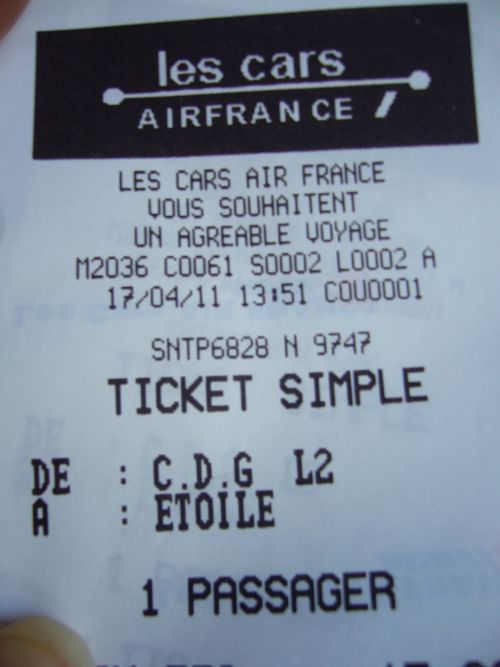 les cars
AIRFRANCE
LES CARS AIR FRANCE
VOUS SOUHAITENT
UN AGREABLE VOYAGE
M2036 C0061 S0002 L0002 A
17/04/11 13:51 COU0001
SNTP6828 N 9747
TICKET SIMPLE
DE : C.D.G L2
A : ETOILE
1 PASSAGER